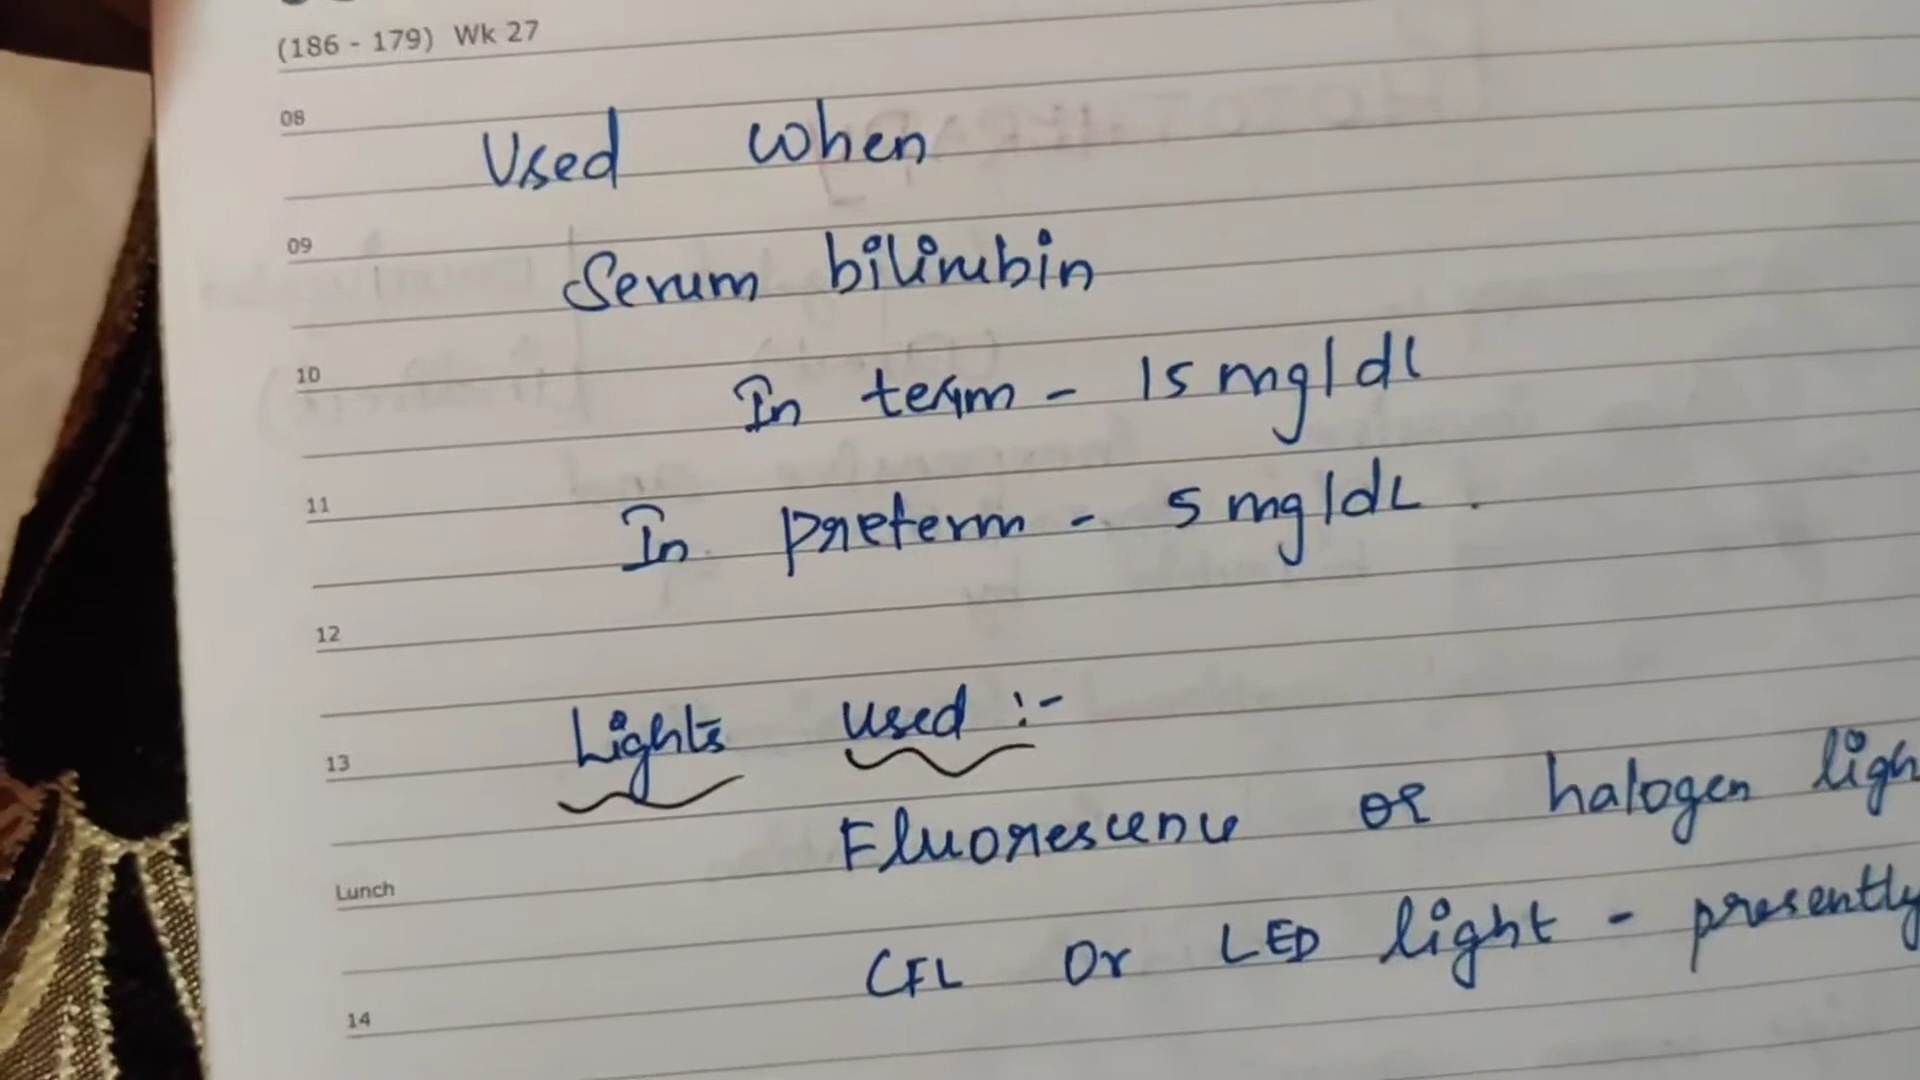 (186 - 179) Wk 27
08
Used when
09
Serum bilirubin
10
In term - 15 mg/dl
11
In preterm - 5 mg/dL.
12
Lights used :-
13
Fluorescence or halogen ligh
Lunch
CFL Or LED light - presently
14